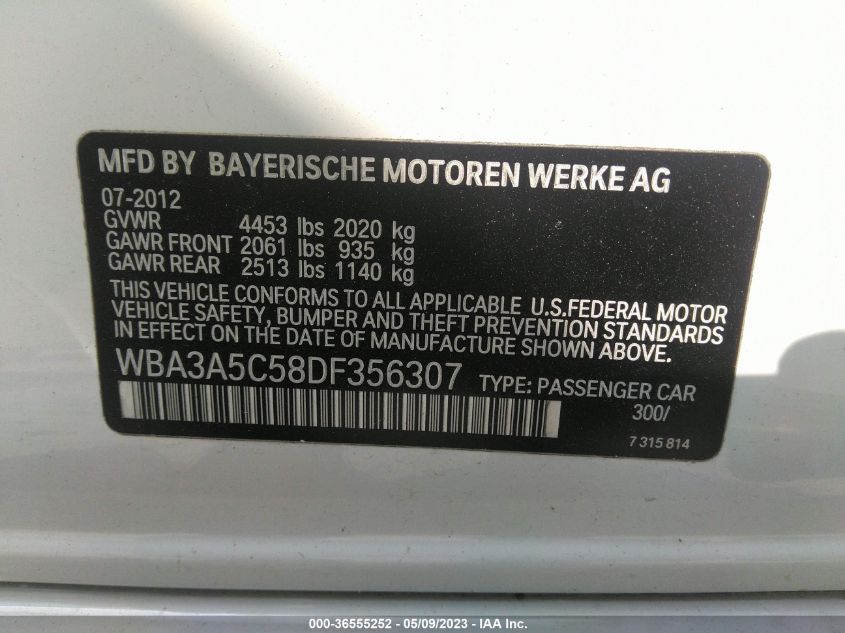 MFD BY BAYERISCHE MOTOREN WERKE AG
07-2012
GVWR 4453 lbs 2020 kg
GAWR FRONT 2061 lbs 935 kg
GAWR REAR 2513 lbs 1140 kg
THIS VEHICLE CONFORMS TO ALL APPLICABLE U.S.FEDERAL MOTOR
VEHICLE SAFETY, BUMPER AND THEFT PREVENTION STANDARDS
IN EFFECT ON THE DATE OF MANUFACTURE SHOWN ABOVE.
WBA3A5C58DF356307 TYPE: PASSENGER CAR
300/
7 315 814
000-36555252 - 05/09/2023 - IAA Inc.